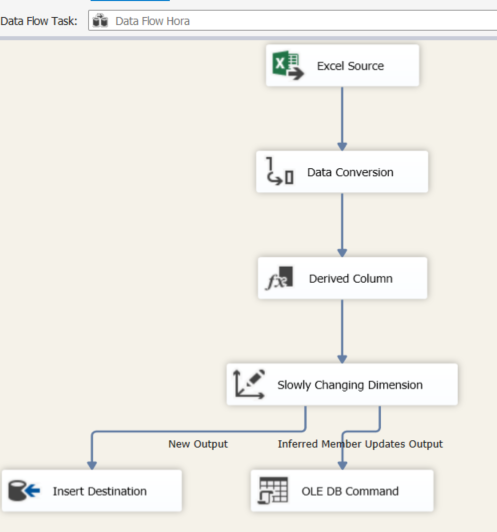 Data Flow Task: Data Flow Hora
Excel Source
Data Conversion
Derived Column
Slowly Changing Dimension
New Output Inferred Member Updates Output
Insert Destination OLE DB Command